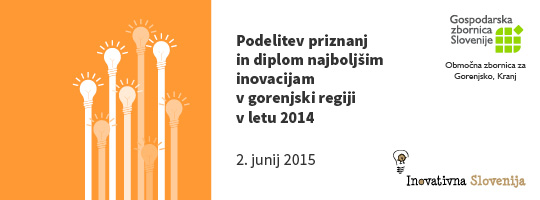 Podelitev priznanj
in diplom najboljšim
inovacijam
v gorenjski regiji
v letu 2014
2. junij 2015
Gospodarska
zbornica
Slovenije
Območna zbornica za
Gorenjsko, Kranj
Inovativna Slovenija